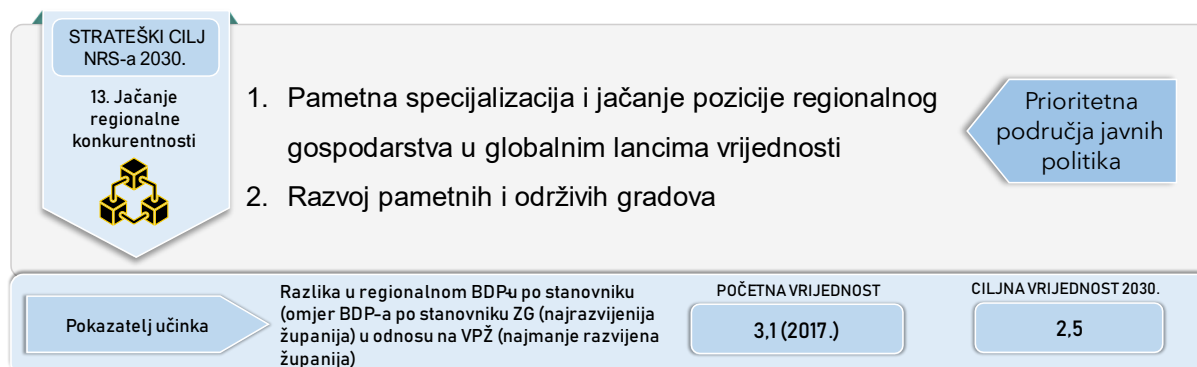 STRATEŠKI CILJ
NRS-a 2030.
13. Jačanje
regionalne
konkurentnosti
1. Pametna specijalizacija i jačanje pozicije regionalnog
gospodarstva u globalnim lancima vrijednosti
2. Razvoj pametnih i održivih gradova
Prioritetna
područja javnih
politika
Pokazatelj učinka
Razlika u regionalnom BDP-u po stanovniku
(omjer BDP-a po stanovniku ZG (najrazvijenija
županija) u odnosu na VPŽ (najmanje razvijena
županija)
POČETNA VRIJEDNOST
3,1 (2017.)
CILJNA VRIJEDNOST 2030.
2,5